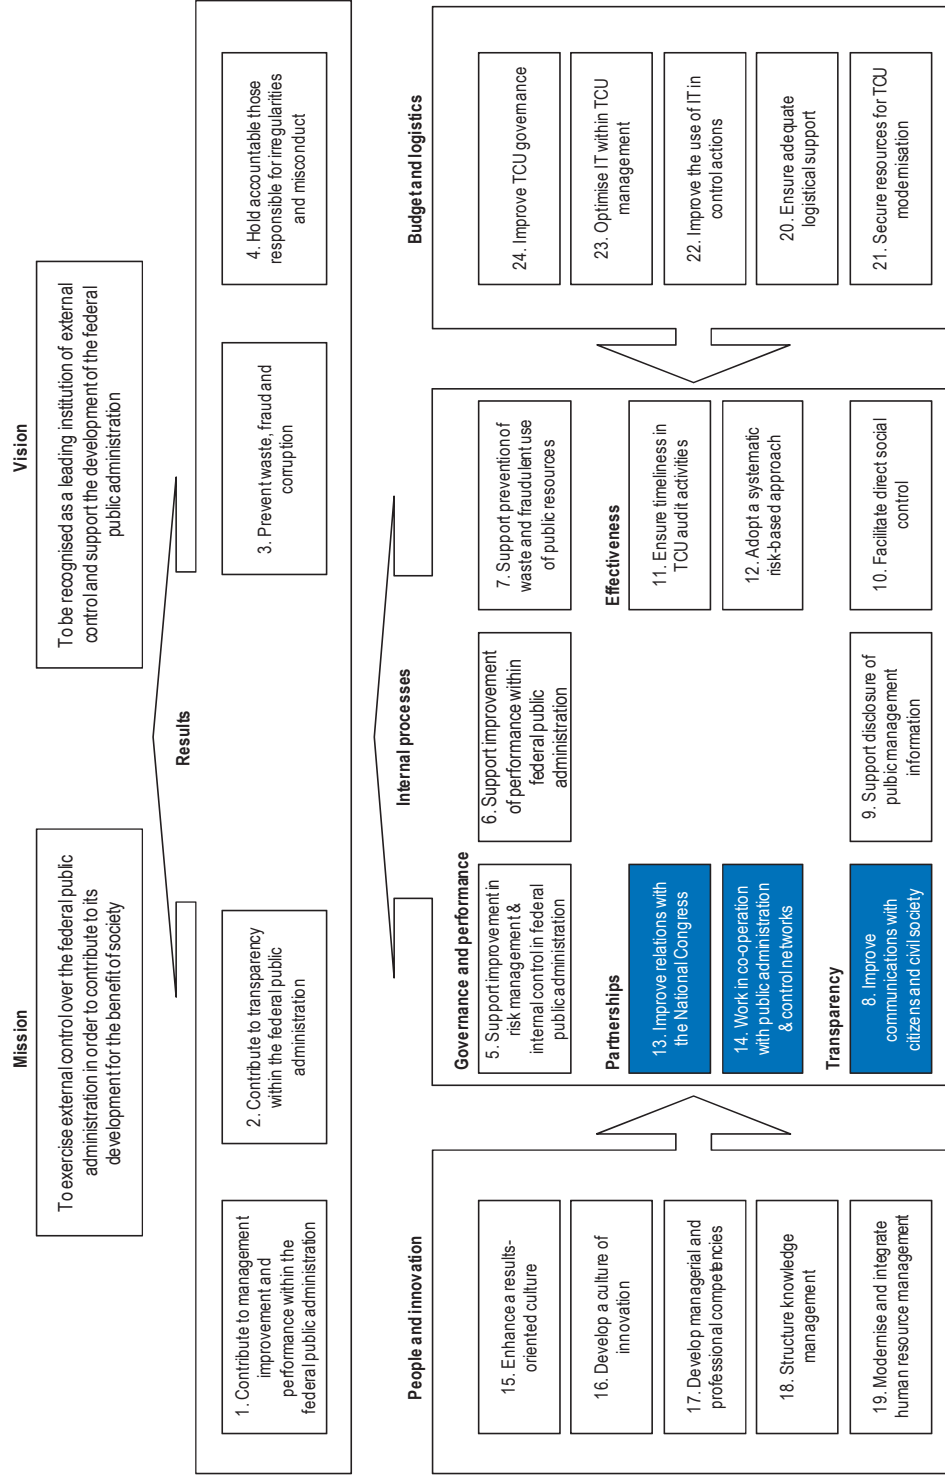 Mission
To exercise external control over the federal public
administration in order to contribute to its
development for the benefit of society
Vision
To be recognised as a leading institution of external
control and support the development of the federal
public administration
Results
1. Contribute to management
improvement and
performance within the
federal public administration
2. Contribute to transparency
within the federal public
administration
3. Prevent waste, fraud and
corruption
4. Hold accountable those
responsible for irregularities
and misconduct
Internal processes
People and innovation
15. Enhance a results-
oriented culture
16. Develop a culture of
innovation
17. Develop managerial and
professional competencies
18. Structure knowledge
management
19. Modernise and integrate
human resource management
Governance and performance
5. Support improvement in
risk management &
internal control in federal
public administration
6. Support improvement
of performance within
federal public
administration
7. Support prevention of
waste and fraudulent use
of public resources
Partnerships
13. Improve relations with
the National Congress
14. Work in co-operation
with public administration
& control networks
Effectiveness
11. Ensure timeliness in
TCU audit activities
12. Adopt a systematic
risk-based approach
Transparency
8. Improve
communications with
citizens and civil society
9. Support disclosure of
pulbic management
information
10. Facilitate direct social
control
Budget and logistics
24. Improve TCU governance
23. Optimise IT within TCU
management
22. Improve the use of IT in
control actions
20. Ensure adequate
logistical support
21. Secure resources for TCU
modernisation